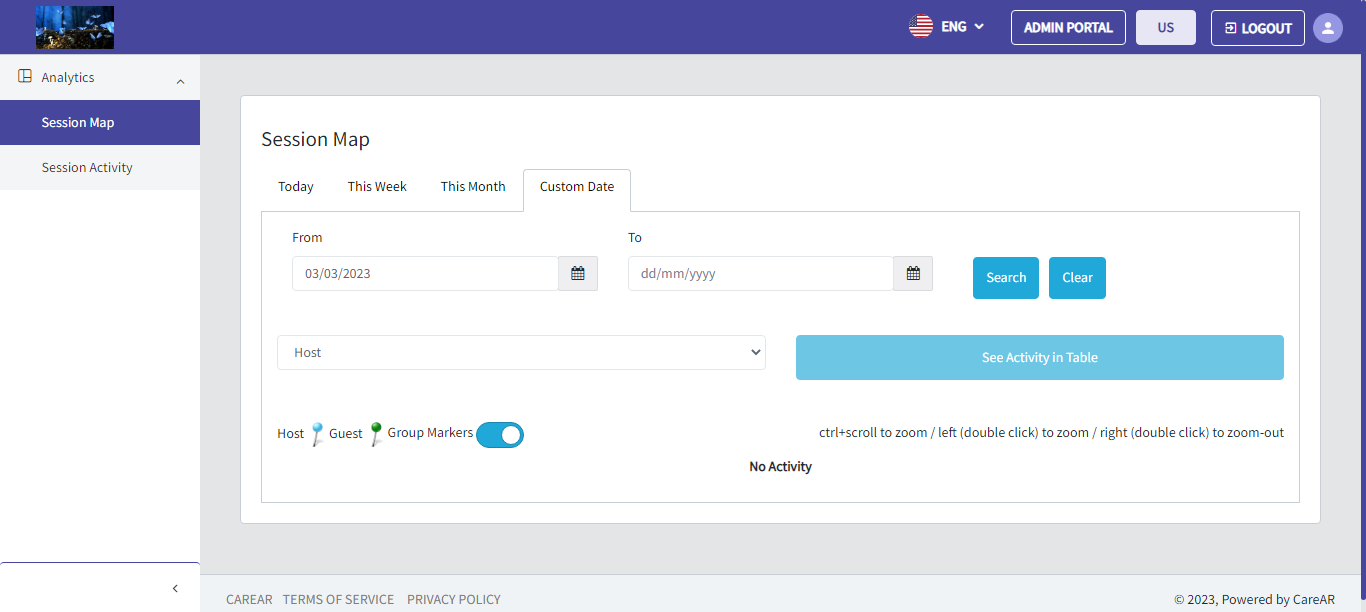 ENG
ADMIN PORTAL
US
LOGOUT
Analytics
Session Map
Session Activity
Session Map
Today This Week This Month Custom Date
From To
03/03/2023 dd/mm/yyyy Search Clear
Host See Activity in Table
Host Guest Group Markers ctrl+scroll to zoom / left (double click) to zoom / right (double click) to zoom-out
No Activity
CAREAR TERMS OF SERVICE PRIVACY POLICY © 2023, Powered by CareAR